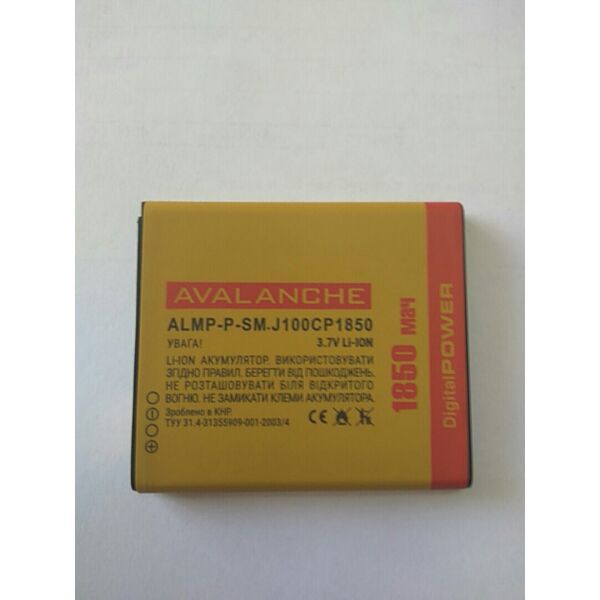 AVALANCHE
ALMP-P-SM.J100CP1850
УВАГА! 3.7V LI-ION
LI-ION АКУМУЛЯТОР. ВИКОРИСТОВУВАТИ
ЗГІДНО ПРАВИЛ. БЕРЕГТИ ВІД ДІТЕЙ.
НЕ РОЗТАШОВУВАТИ БІЛЯ ВІДКРИТОГО
ВОГНЮ. НЕ ЗАМИКАТИ КЛЕМИ АКУМУЛЯТОРА.
Зроблено в КНР.
ТУУ 31.4-31355909-001-2003/4
CE
1850 мач
DigitalPOWER